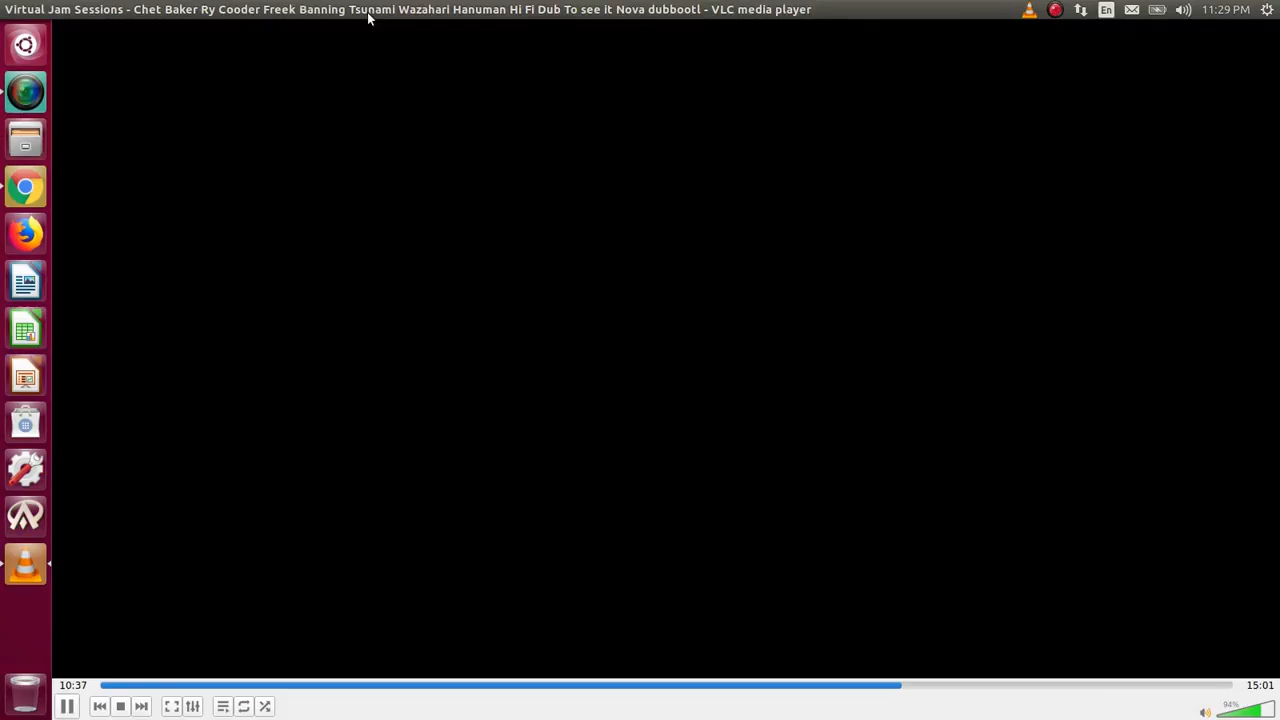 Virtual Jam Sessions - Chet Baker Ry Cooder Freek Banning Tsunami Wazahari Hanuman Hi Fi Dub To see it Nova dubbootl - VLC media player
En
11:29 PM
10:37
15:01
94%